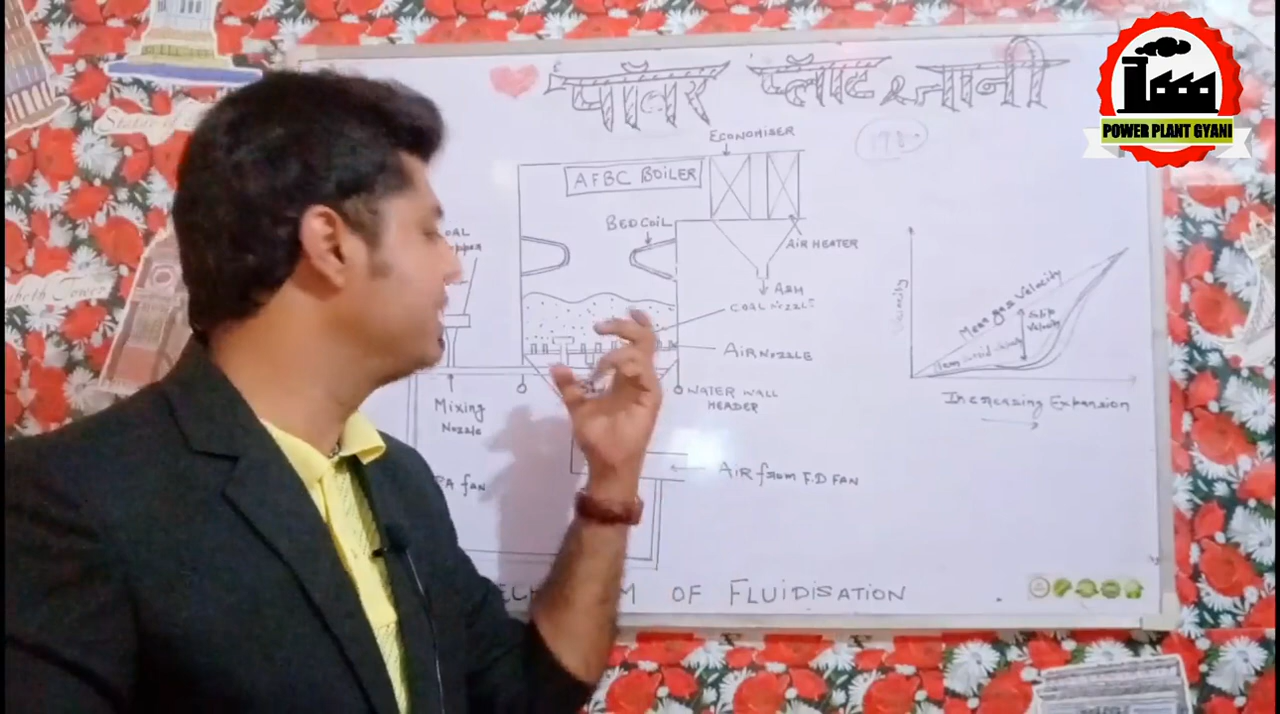 पॉवर प्लॅाट ज्ञानी
POWER PLANT GYANI
ECONOMISER
AFBC BOILER
BED COIL
AIR HEATER
ASH
COAL NOZZLE
AIR NOZZLE
WATER WALL
HEADER
Mixing
Nozzle
PA fan
AIR from F.D FAN
OF FLUIDISATION
Velocity
Mean gas Velocity
Slip
Velocity
Increasing Expansion